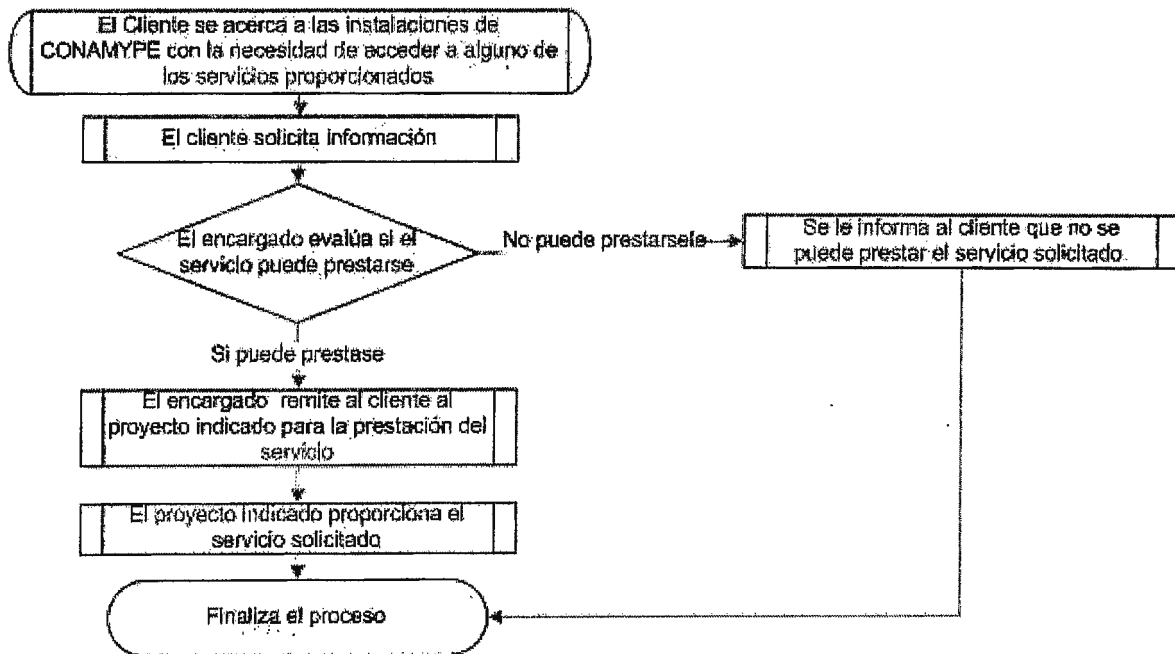 El Cliente se acerca a las instalaciones de
CONAMYPE con la necesidad de acceder a alguno de
los servicios proporcionados
El cliente solicita información
El encargado evalúa si el
servicio puede prestarse
No puede prestarsele
Se le informa al cliente que no se
puede prestar el servicio solicitado
Si puede prestase
El encargado remite al cliente al
proyecto indicado para la prestación del
servicio
El proyecto indicado proporciona el
servicio solicitado
Finaliza el proceso